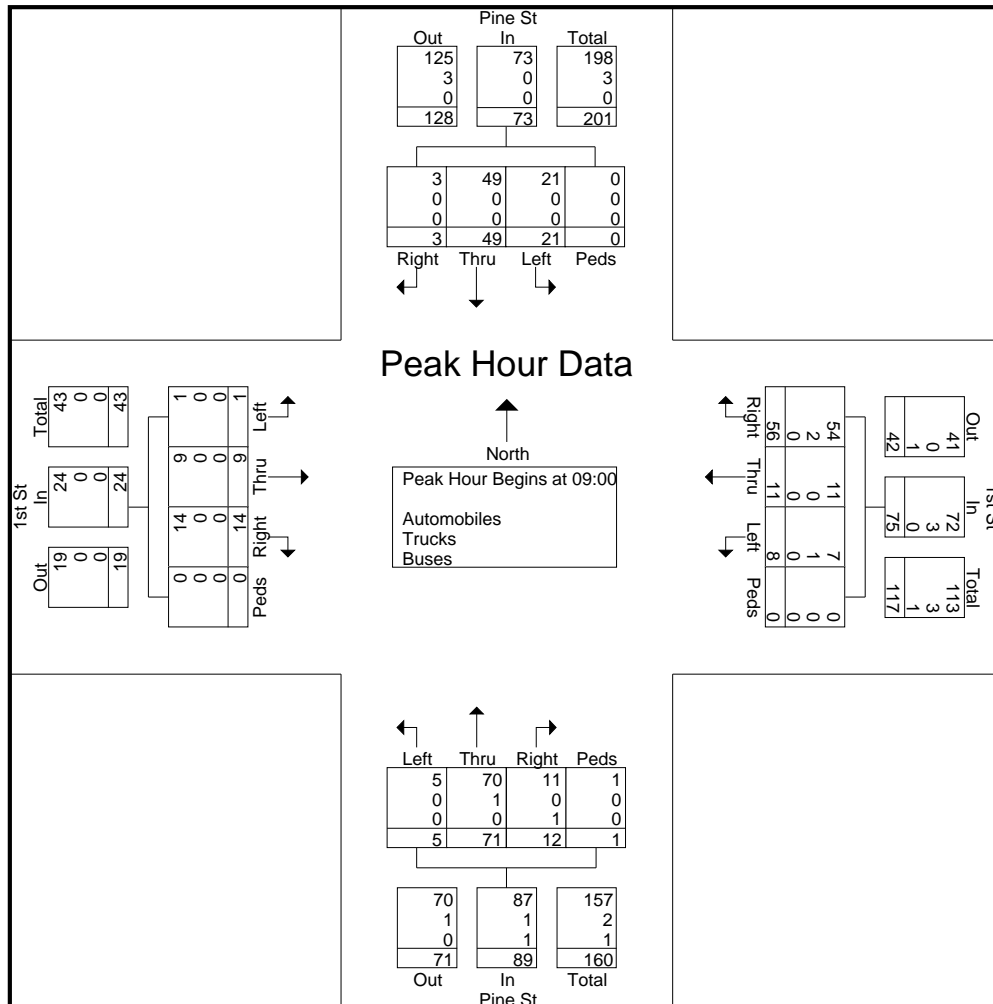 Pine St
Out In Total
125 73 198
3 0 3
0 0 0
128 73 201
3 49 21 0
0 0 0 0
0 0 0 0
3 49 21 0
Right Thru Left Peds
Peak Hour Data
North
Peak Hour Begins at 09:00
Automobiles
Trucks
Buses
1st St
Total
43 0 0 43
In
24 0 0 24
Out
19 0 0 19
1 0 0 1
Left
9 0 0 9
Thru
14 0 0 14
Right
0 0 0 0
Peds
Right
54 2 0 56
Thru
11 0 0 11
Left
7 1 0 8
Peds
0 0 0 0
Out
41 0 1 42
In
72 3 0 75
Total
113 3 1 117
1st St
Left Thru Right Peds
5 70 11 1
0 1 0 0
0 0 1 0
5 71 12 1
70 87 157
1 1 2
0 1 1
71 89 160
Out In Total
Pine St